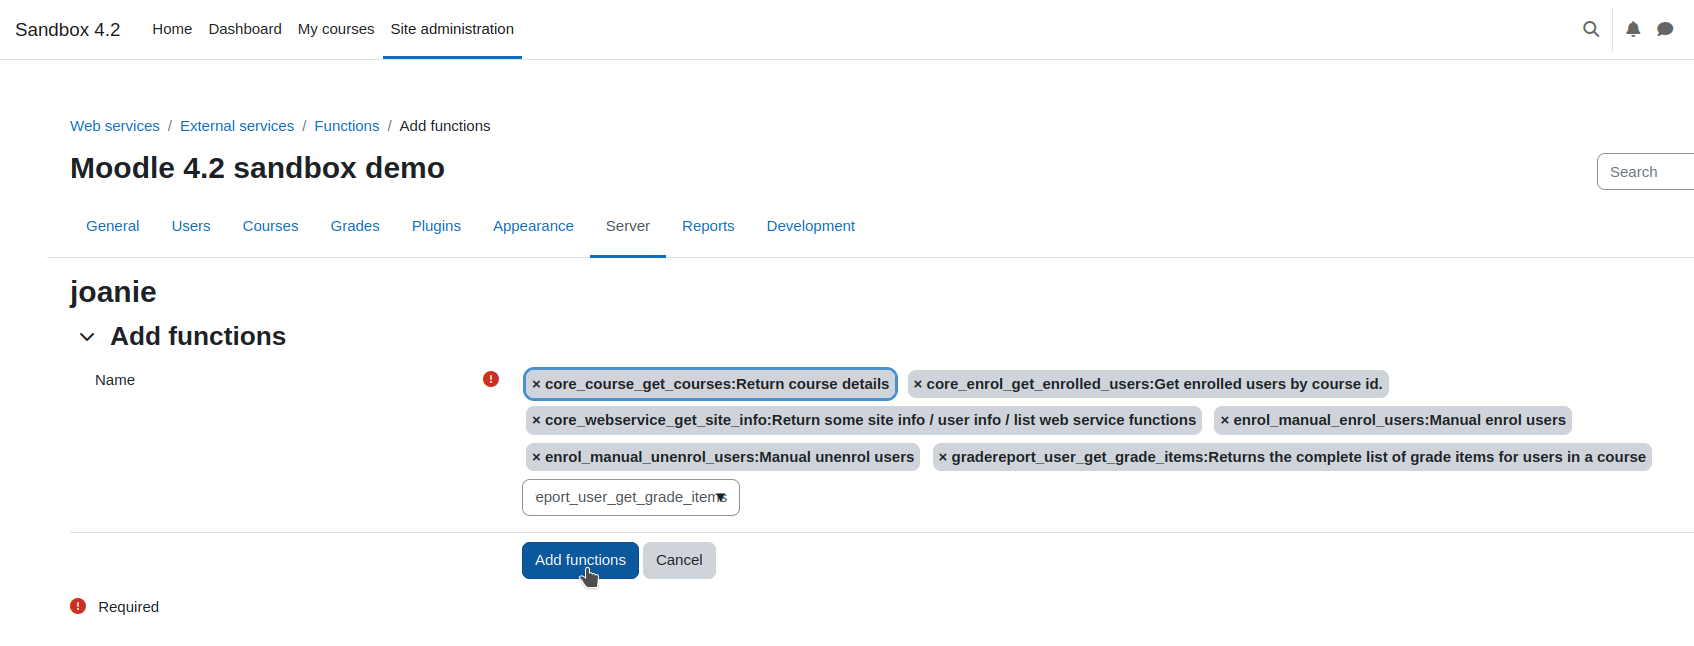 Sandbox 4.2 Home Dashboard My courses Site administration
Web services / External services / Functions / Add functions
Moodle 4.2 sandbox demo
Search
General Users Courses Grades Plugins Appearance Server Reports Development
joanie
Add functions
Name
× core_course_get_courses:Return course details × core_enrol_get_enrolled_users:Get enrolled users by course id.
× core_webservice_get_site_info:Return some site info / user info / list web service functions × enrol_manual_enrol_users:Manual enrol users
× enrol_manual_unenrol_users:Manual unenrol users × gradereport_user_get_grade_items:Returns the complete list of grade items for users in a course
eport_user_get_grade_items
Add functions Cancel
Required